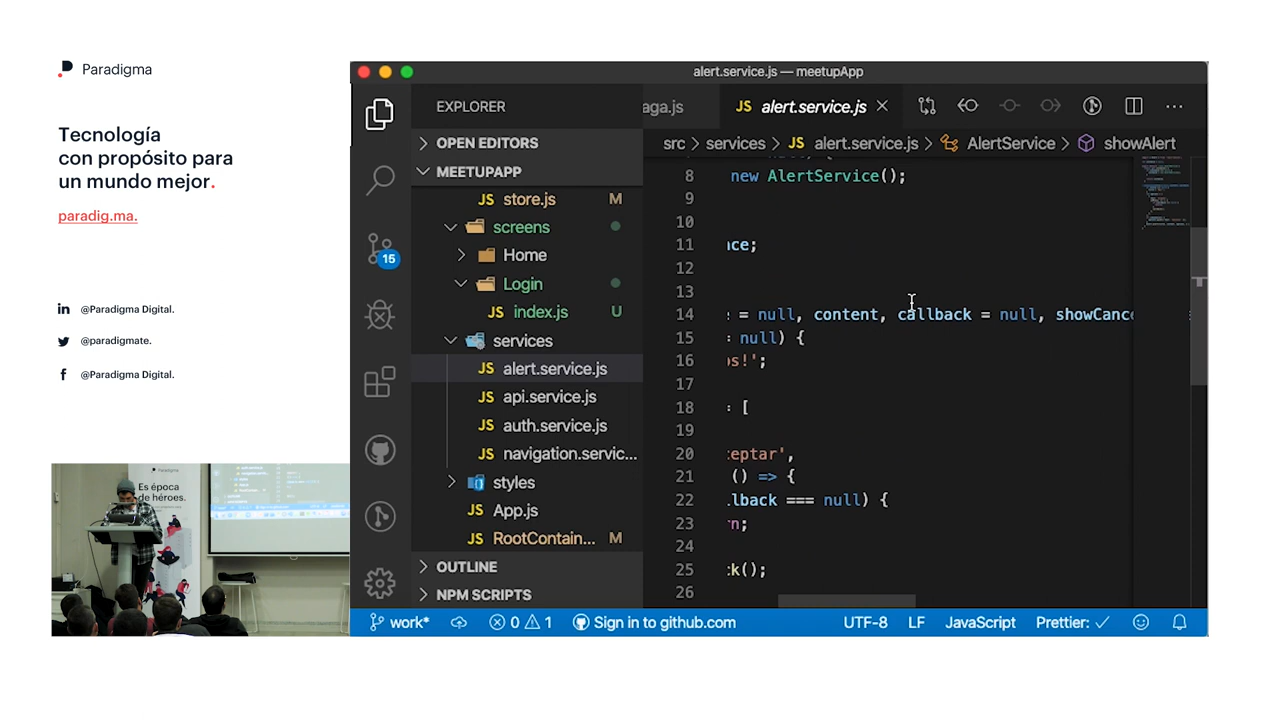 Paradigma
Tecnología
con propósito para
un mundo mejor.
paradig.ma.
@Paradigma Digital.
@paradigmate.
@Paradigma Digital.
Paradigma
Es época
de héroes.
alert.service.js — meetupApp
EXPLORER
OPEN EDITORS
MEETUPAPP
JS store.js M
screens
Home
Login
JS index.js U
services
JS alert.service.js
JS api.service.js
JS auth.service.js
JS navigation.servic...
styles
JS App.js
JS RootContain... M
OUTLINE
NPM SCRIPTS
15
aga.js JS alert.service.js
src > services > JS alert.service.js > AlertService > showAlert
8 new AlertService();
9
10
11 nce;
12
13
14 = null, content, callback = null, showCance
15 = null) {
16 s!';
17
18 = [
19
20 ceptar',
21 () => {
22 lback === null) {
23 n;
24
25 k();
26
work* 0 1 Sign in to github.com UTF-8 LF JavaScript Prettier: ✓